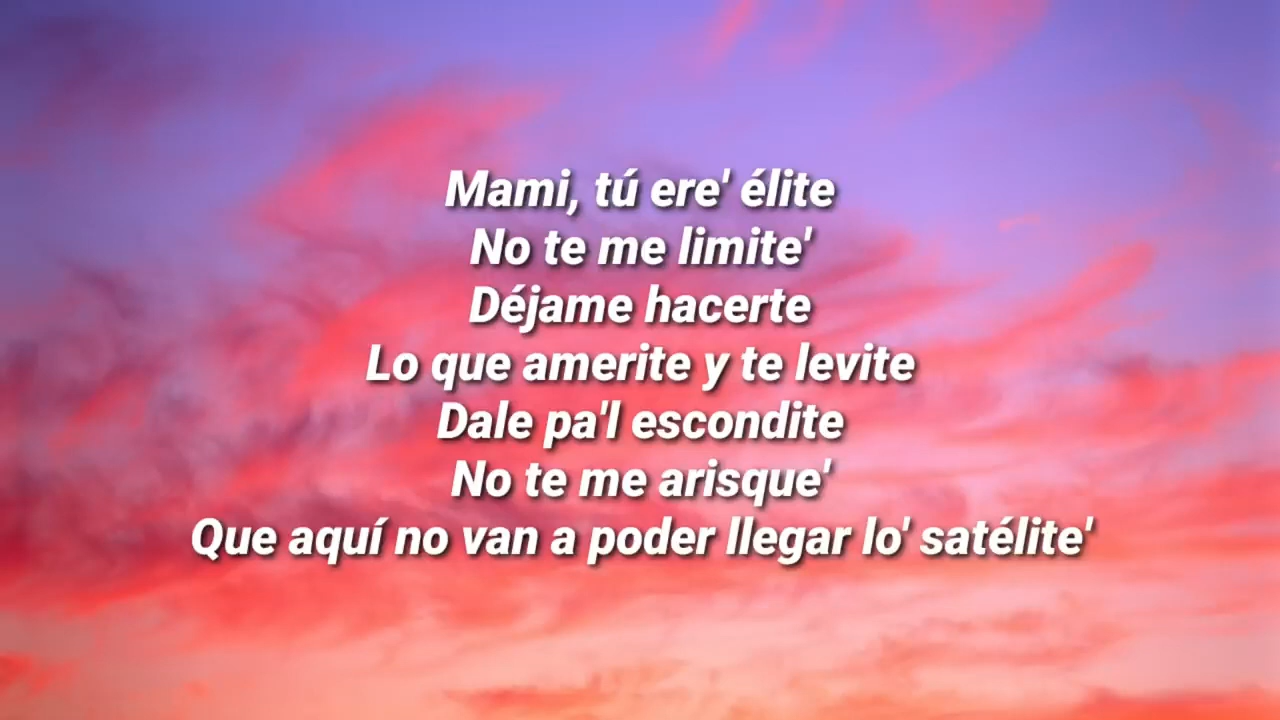 Mami, tú ere' élite
No te me limite'
Déjame hacerte
Lo que amerite y te levite
Dale pa'l escondite
No te me arisque'
Que aquí no van a poder llegar lo' satélite'